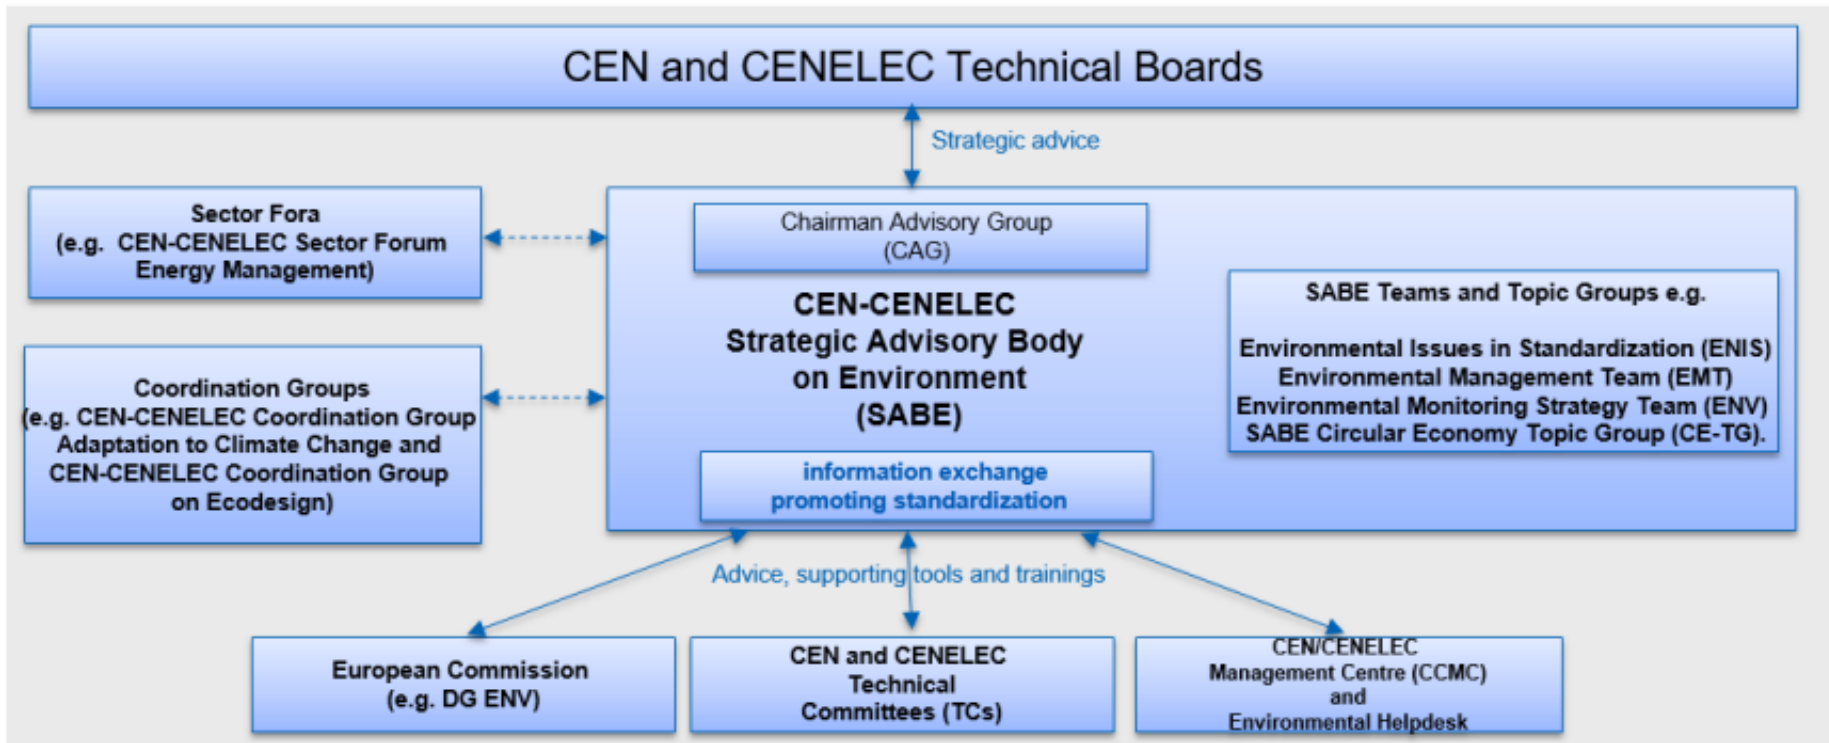 CEN and CENELEC Technical Boards
Strategic advice
Sector Fora
(e.g. CEN-CENELEC Sector Forum
Energy Management)
Chairman Advisory Group
(CAG)
CEN-CENELEC
Strategic Advisory Body
on Environment
(SABE)
SABE Teams and Topic Groups e.g.
Environmental Issues in Standardization (ENIS)
Environmental Management Team (EMT)
Environmental Monitoring Strategy Team (ENV)
SABE Circular Economy Topic Group (CE-TG).
Coordination Groups
(e.g. CEN-CENELEC Coordination Group
Adaptation to Climate Change and
CEN-CENELEC Coordination Group
on Ecodesign)
information exchange
promoting standardization
Advice, supporting tools and trainings
European Commission
(e.g. DG ENV)
CEN and CENELEC
Technical
Committees (TCs)
CEN/CENELEC
Management Centre (CCMC)
and
Environmental Helpdesk